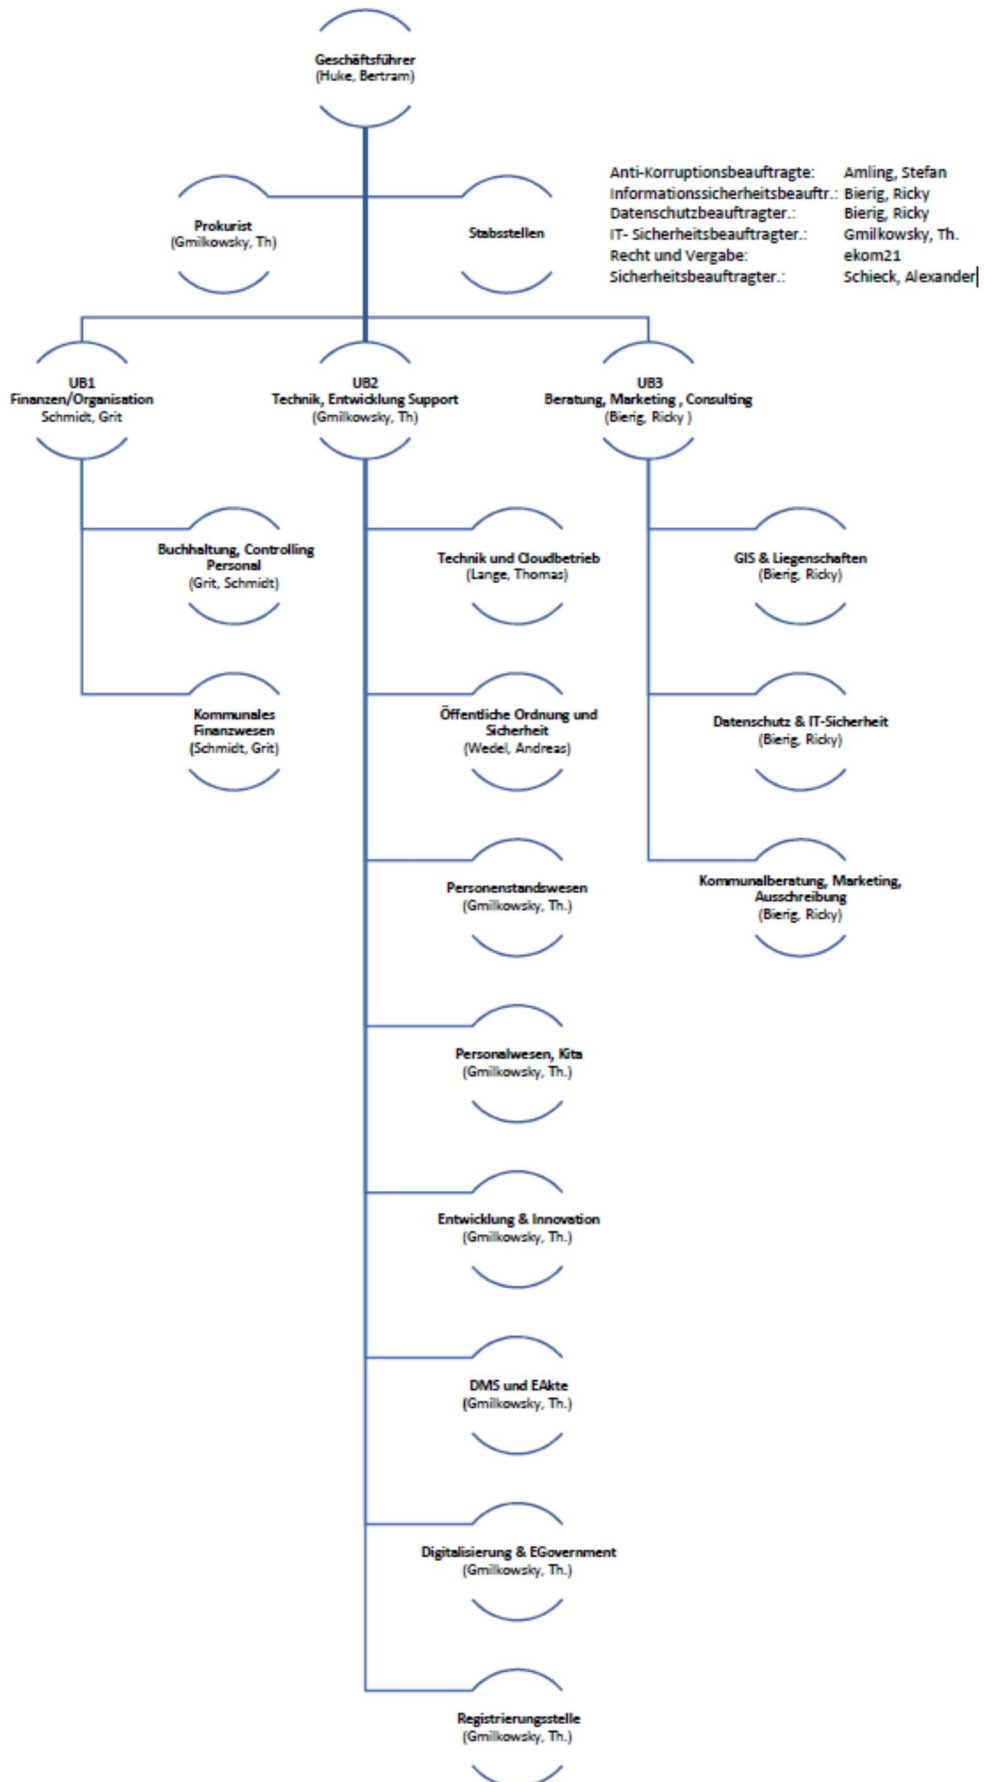 Geschäftsführer
(Huke, Bertram)
Anti-Korruptionsbeauftragte: Amling, Stefan
Informationssicherheitsbeauftr.: Bierig, Ricky
Datenschutzbeauftragter.: Bierig, Ricky
IT- Sicherheitsbeauftragter.: Gmilkowsky, Th.
Recht und Vergabe: ekom21
Sicherheitsbeauftragter.: Schieck, Alexander
Prokurist
(Gmilkowsky, Th)
Stabsstellen
UB1
Finanzen/Organisation
Schmidt, Grit
UB2
Technik, Entwicklung Support
(Gmilkowsky, Th)
UB3
Beratung, Marketing , Consulting
(Bierig, Ricky )
Buchhaltung, Controlling
Personal
(Grit, Schmidt)
Kommunales
Finanzwesen
(Schmidt, Grit)
Technik und Cloudbetrieb
(Lange, Thomas)
Öffentliche Ordnung und
Sicherheit
(Wedel, Andreas)
Personenstandswesen
(Gmilkowsky, Th.)
Personalwesen, Kita
(Gmilkowsky, Th.)
Entwicklung & Innovation
(Gmilkowsky, Th.)
DMS und EAkte
(Gmilkowsky, Th.)
Digitalisierung & EGovernment
(Gmilkowsky, Th.)
Registrierungsstelle
(Gmilkowsky, Th.)
GIS & Liegenschaften
(Bierig, Ricky)
Datenschutz & IT-Sicherheit
(Bierig, Ricky)
Kommunalberatung, Marketing,
Ausschreibung
(Bierig, Ricky)